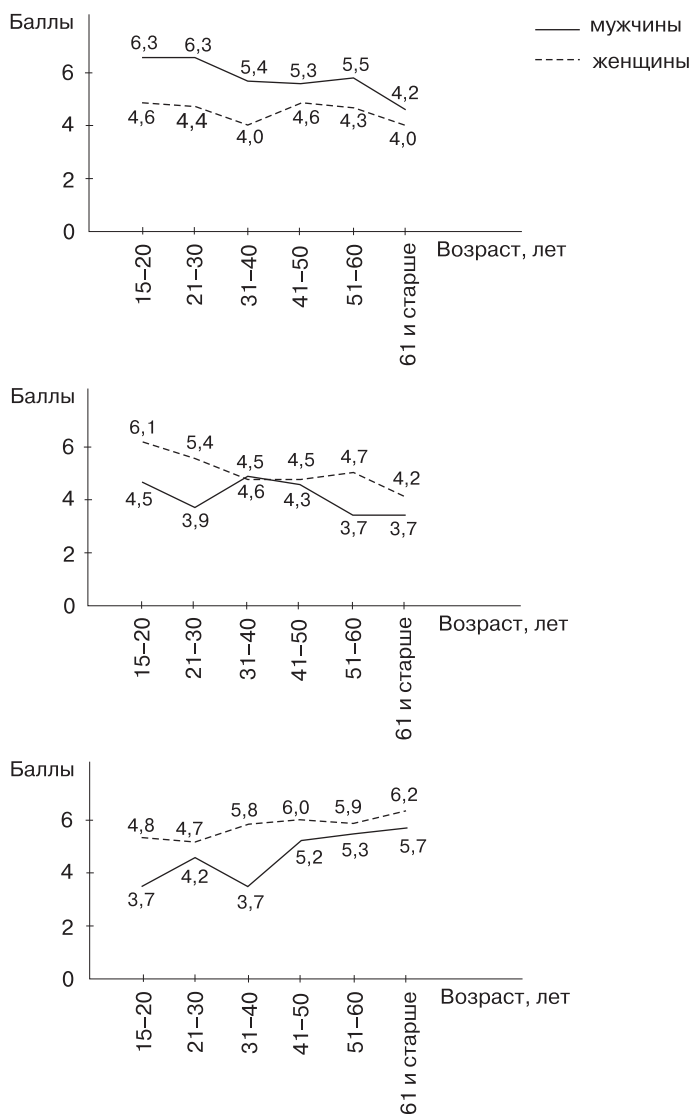 Баллы
мужчины
женщины
6,3 6,3 5,4 5,3 5,5 4,2
6
4,6 4,4 4,0 4,6 4,3 4,0
4
2
0
Возраст, лет
15–20 21–30 31–40 41–50 51–60 61 и старше
Баллы
6,1 5,4 4,5 4,5 4,7 4,2
6
4,5 3,9 4,6 4,3 3,7 3,7
4
2
0
Возраст, лет
15–20 21–30 31–40 41–50 51–60 61 и старше
Баллы
4,8 4,7 5,8 6,0 5,9 6,2
6
3,7 4,2 3,7 5,2 5,3 5,7
4
2
0
Возраст, лет
15–20 21–30 31–40 41–50 51–60 61 и старше